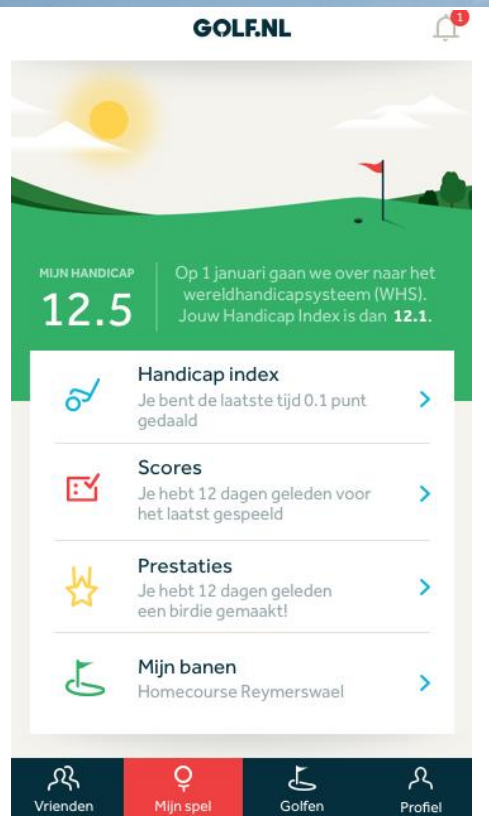 GOLF.NL
1
MIJN HANDICAP
12.5
Op 1 januari gaan we over naar het
wereldhandicapsysteem (WHS).
Jouw Handicap Index is dan 12.1.
Handicap index
Je bent de laatste tijd 0.1 punt
gedaald
Scores
Je hebt 12 dagen geleden voor
het laatst gespeeld
Prestaties
Je hebt 12 dagen geleden
een birdie gemaakt!
Mijn banen
Homecourse Reymerswael
Vrienden
Mijn spel
Golfen
Profiel